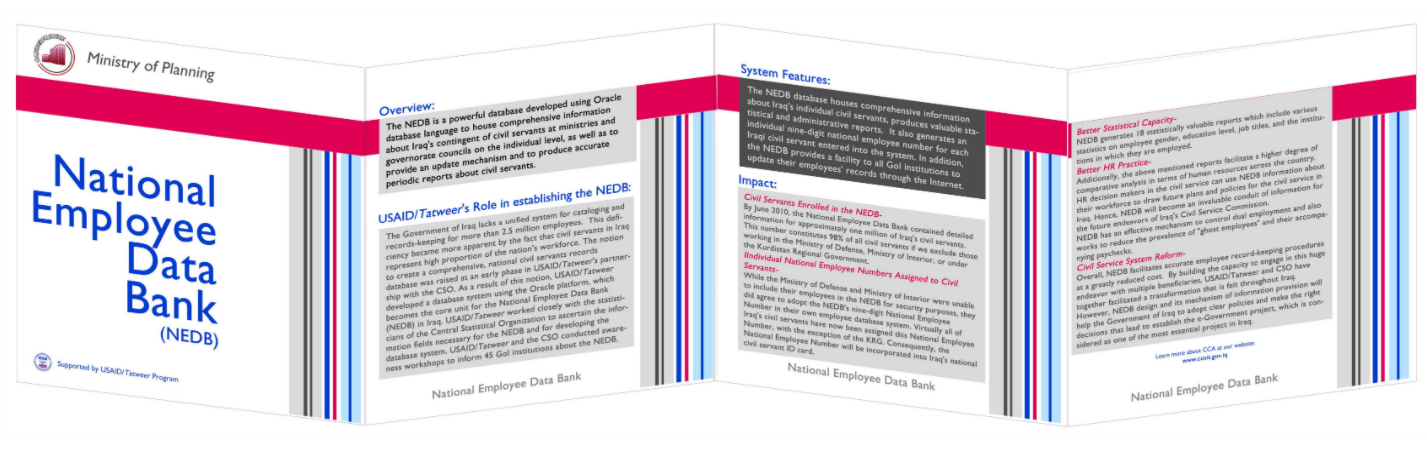 Ministry of Planning
National
Employee
Data
Bank
(NEDB)
Supported by USAID/Tatweer Program
Overview:
The NEDB is a powerful database developed using Oracle
database language to house comprehensive information
about Iraq's contingent of civil servants at ministries and
governorate councils on the individual level, as well as to
provide an update mechanism and to produce accurate
periodic reports about civil servants.
USAID/Tatweer's Role in establishing the NEDB:
The Government of Iraq lacks a unified system for cataloging and
records-keeping for more than 2.5 million employees. This defi-
ciency became more apparent by the fact that civil servants in Iraq
represent high proportion of the nation's workforce. The notion
to create a comprehensive, national civil servants records
database was raised at an early phase in USAID/Tatweer's partner-
ship with the CSO. As a result of this notion, USAID/Tatweer
developed a database system using the Oracle platform, which
becomes the core unit for the National Employee Data Bank
(NEDB) in Iraq. USAID/Tatweer worked closely with the statisti-
cians of the Central Statistical Organization to ascertain the infor-
mation fields necessary for the NEDB and for developing the
database system. USAID/Tatweer and the CSO conducted aware-
ness workshops to inform 45 GoI institutions about the NEDB.
National Employee Data Bank
System Features:
The NEDB database houses comprehensive information
about Iraq's individual civil servants, produces valuable sta-
tistical and administrative reports. It also generates an
individual nine-digit national employee number for each
Iraqi civil servant entered into the system. In addition,
the NEDB provides a facility to all GoI institutions to
update their employees' records through the Internet.
Impact:
Civil Servants Enrolled in the NEDB-
By June 2010, the National Employee Data Bank contained detailed
information for approximately one million of Iraq's civil servants.
This number constitutes 98% of all civil servants if we exclude those
working in the Ministry of Defense, Ministry of Interior, or under
the Kurdistan Regional Government.
IIndividual National Employee Numbers Assigned to Civil
Servants-
While the Ministry of Defense and Ministry of Interior were unable
to include their employees in the NEDB for security purposes, they
did agree to adopt the NEDB's nine-digit National Employee
Number in their own employee database system. Virtually all of
Iraq's civil servants have now been assigned this National Employee
Number, with the exception of the KRG. Consequently, the
National Employee Number will be incorporated into Iraq's national
civil servant ID card.
National Employee Data Bank
Better Statistical Capacity-
NEDB generates 18 statistically valuable reports which include various
statistics on employee gender, education level, job titles, and the institu-
tions in which they are employed.
Better HR Practice-
Additionally, the above mentioned reports facilitate a higher degree of
comparative analysis in terms of human resources across the country.
HR decision makers in the civil service can use NEDB information about
their workforce to draw future plans and policies for the civil service in
Iraq. Hence, NEDB will become an invaluable conduit of information for
the future endeavors of Iraq's Civil Service Commission.
NEDB has an effective mechanism to control dual employment and also
works to reduce the prevalence of "ghost employees" and their accompa-
nying paychecks.
Civil Service System Reform-
Overall, NEDB facilitates accurate employee record-keeping procedures
at a greatly reduced cost. By building the capacity to engage in this huge
endeavor with multiple beneficiaries, USAID/Tatweer and CSO have
together facilitated a transformation that is felt throughout Iraq.
However, NEDB design and its mechanism of information provision will
help the Government of Iraq to adopt clear policies and make the right
decisions that lead to establish the e-Government project, which is con-
sidered as one of the most essential project in Iraq.
Learn more about CCA at our website:
www.cosit.gov.iq
National Employee Data Bank